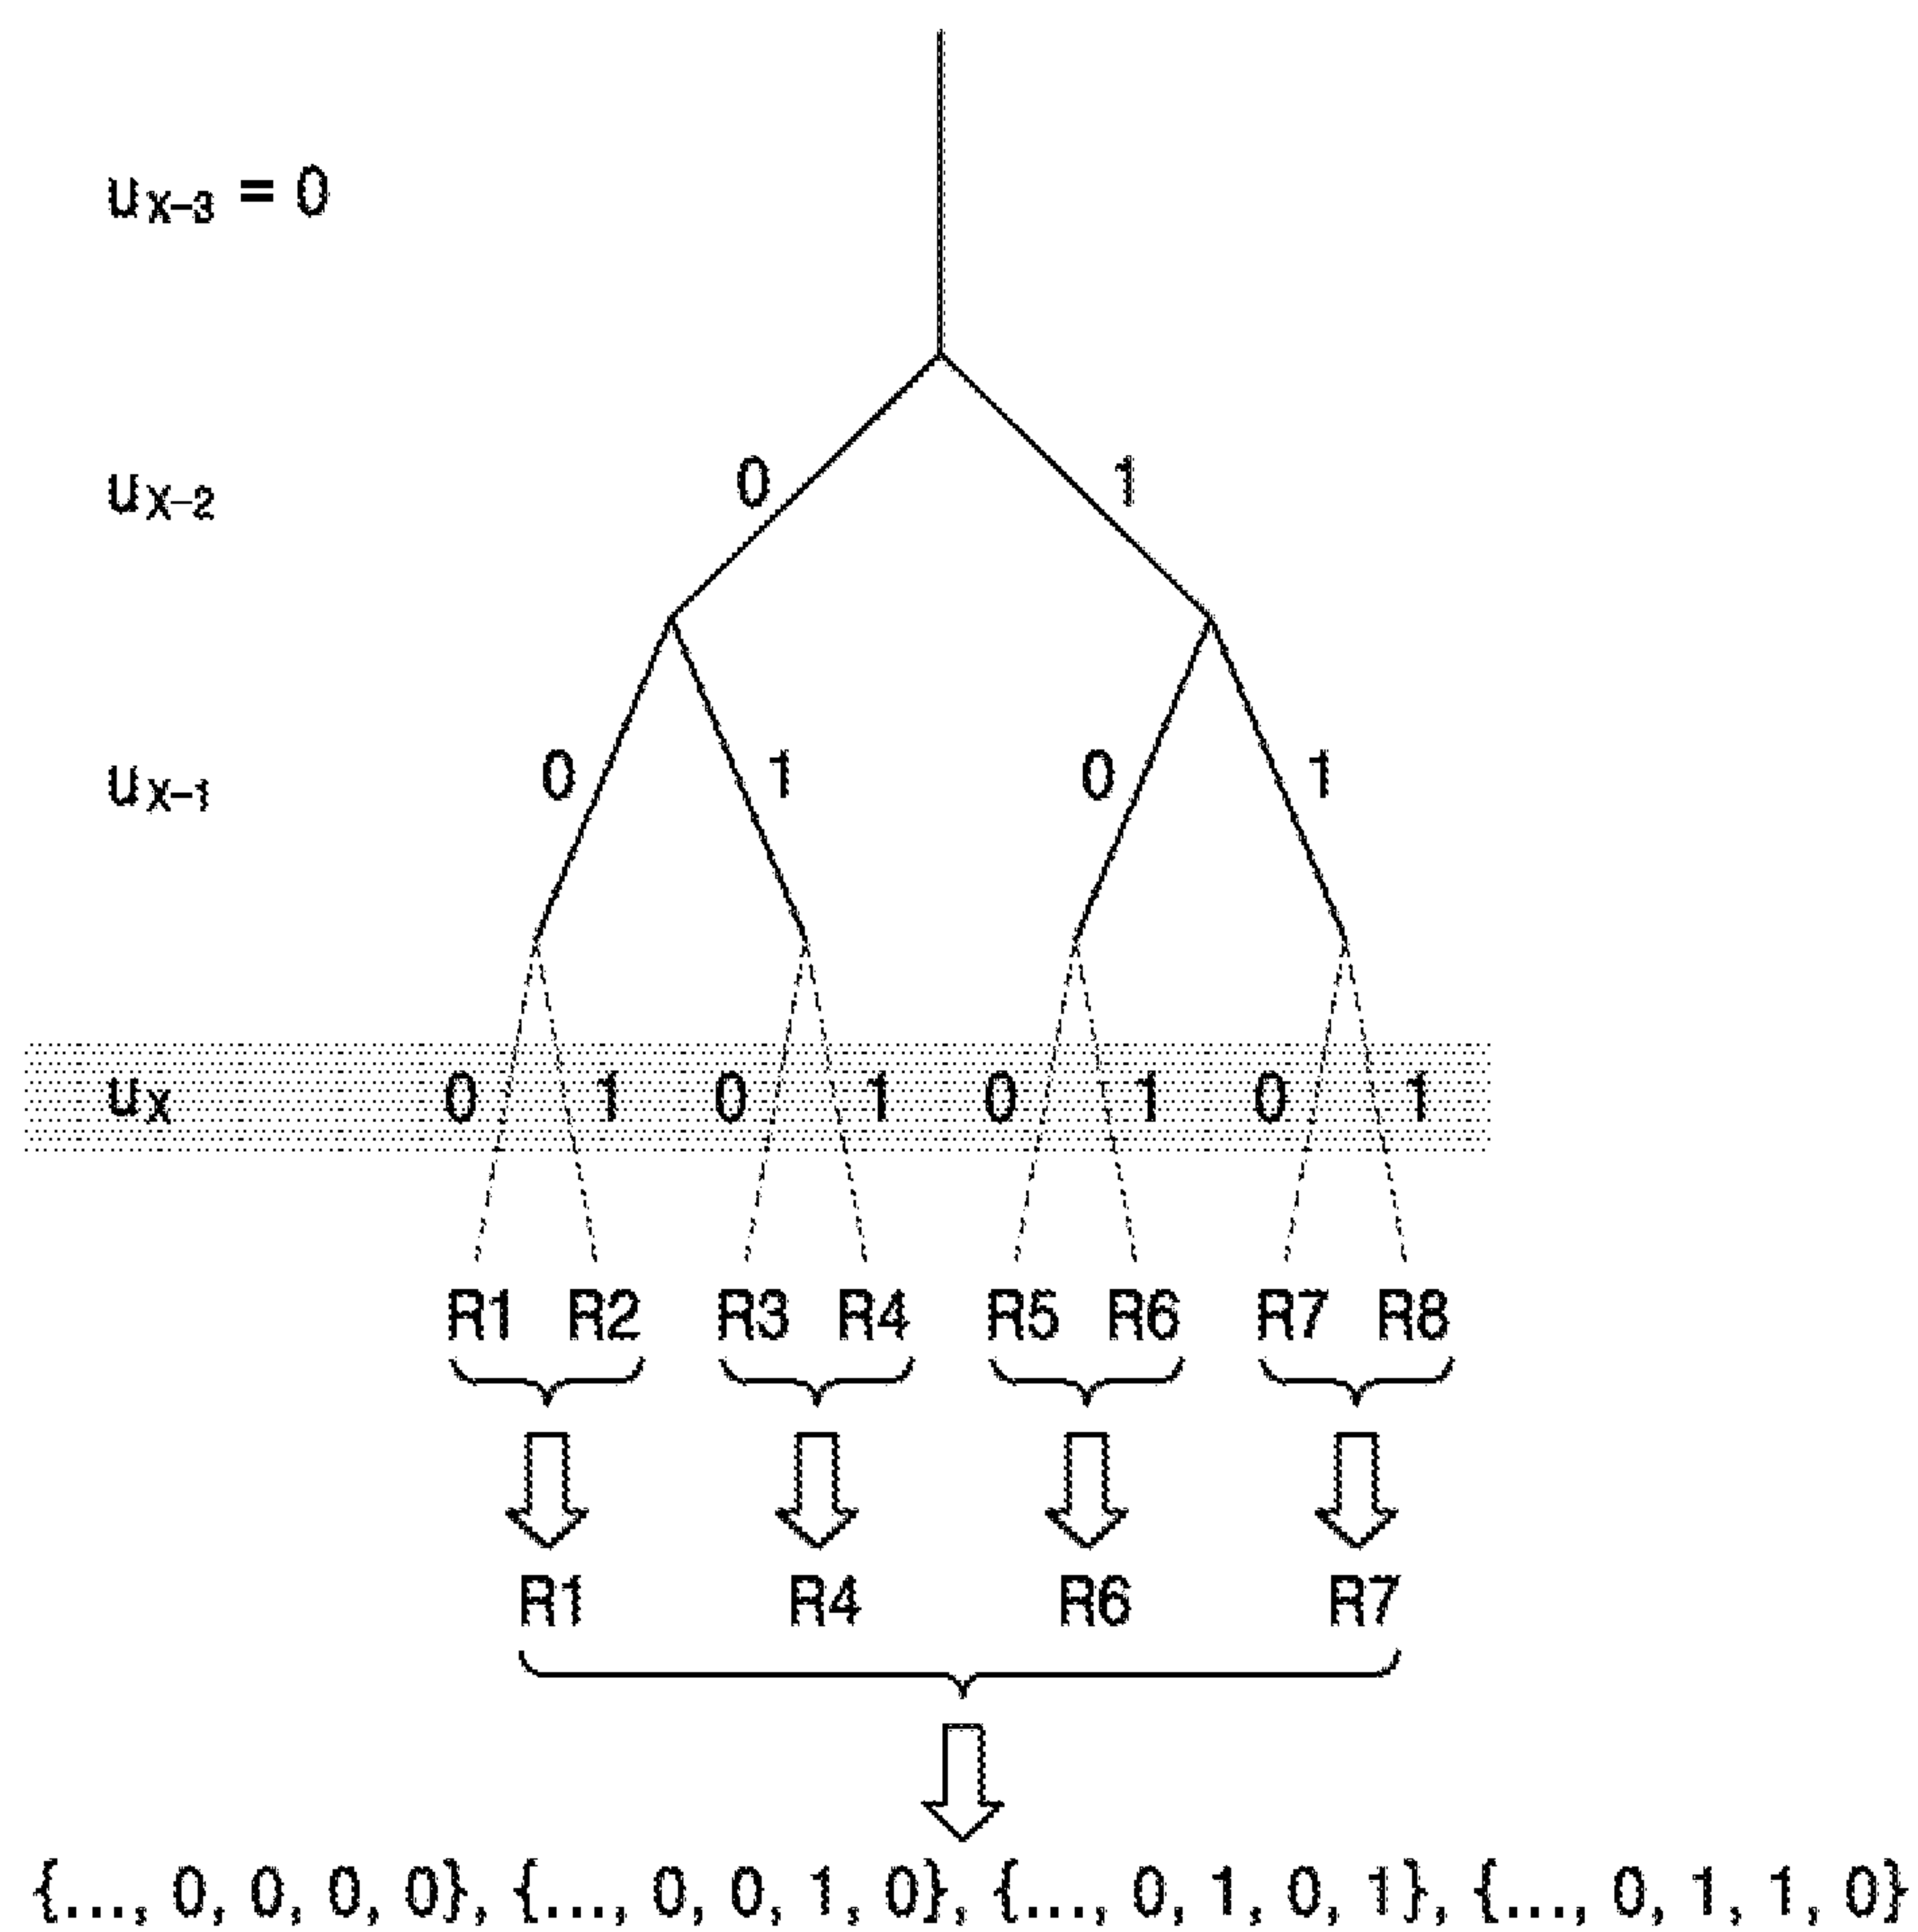 u_{x-3} = 0
u_{x-2} 0 1
u_{x-1} 0 1 0 1
u_x 0 1 0 1 0 1 0 1
R1 R2 R3 R4 R5 R6 R7 R8
R1 R4 R6 R7
{..., 0, 0, 0, 0}, {..., 0, 0, 1, 0}, {..., 0, 1, 0, 1}, {..., 0, 1, 1, 0}